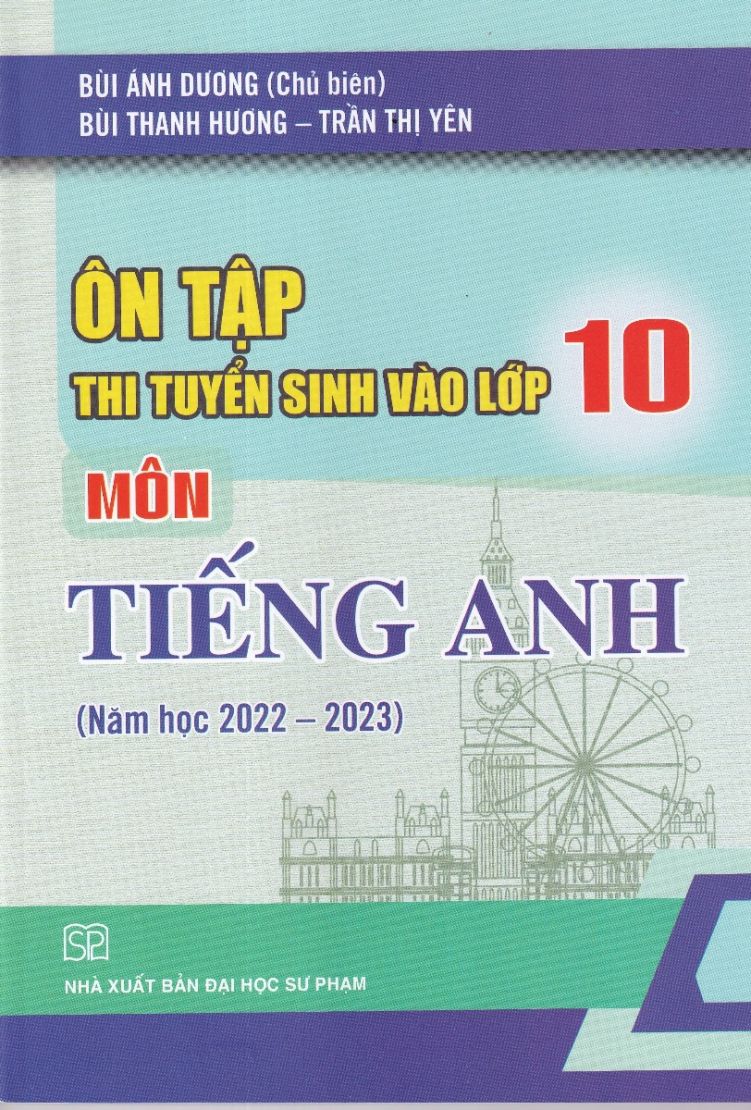 BÙI ÁNH DƯƠNG (Chủ biên)
BÙI THANH HƯƠNG – TRẦN THỊ YÊN
ÔN TẬP
THI TUYỂN SINH VÀO LỚP 10
MÔN
TIẾNG ANH
(Năm học 2022 – 2023)
SP
NHÀ XUẤT BẢN ĐẠI HỌC SƯ PHẠM